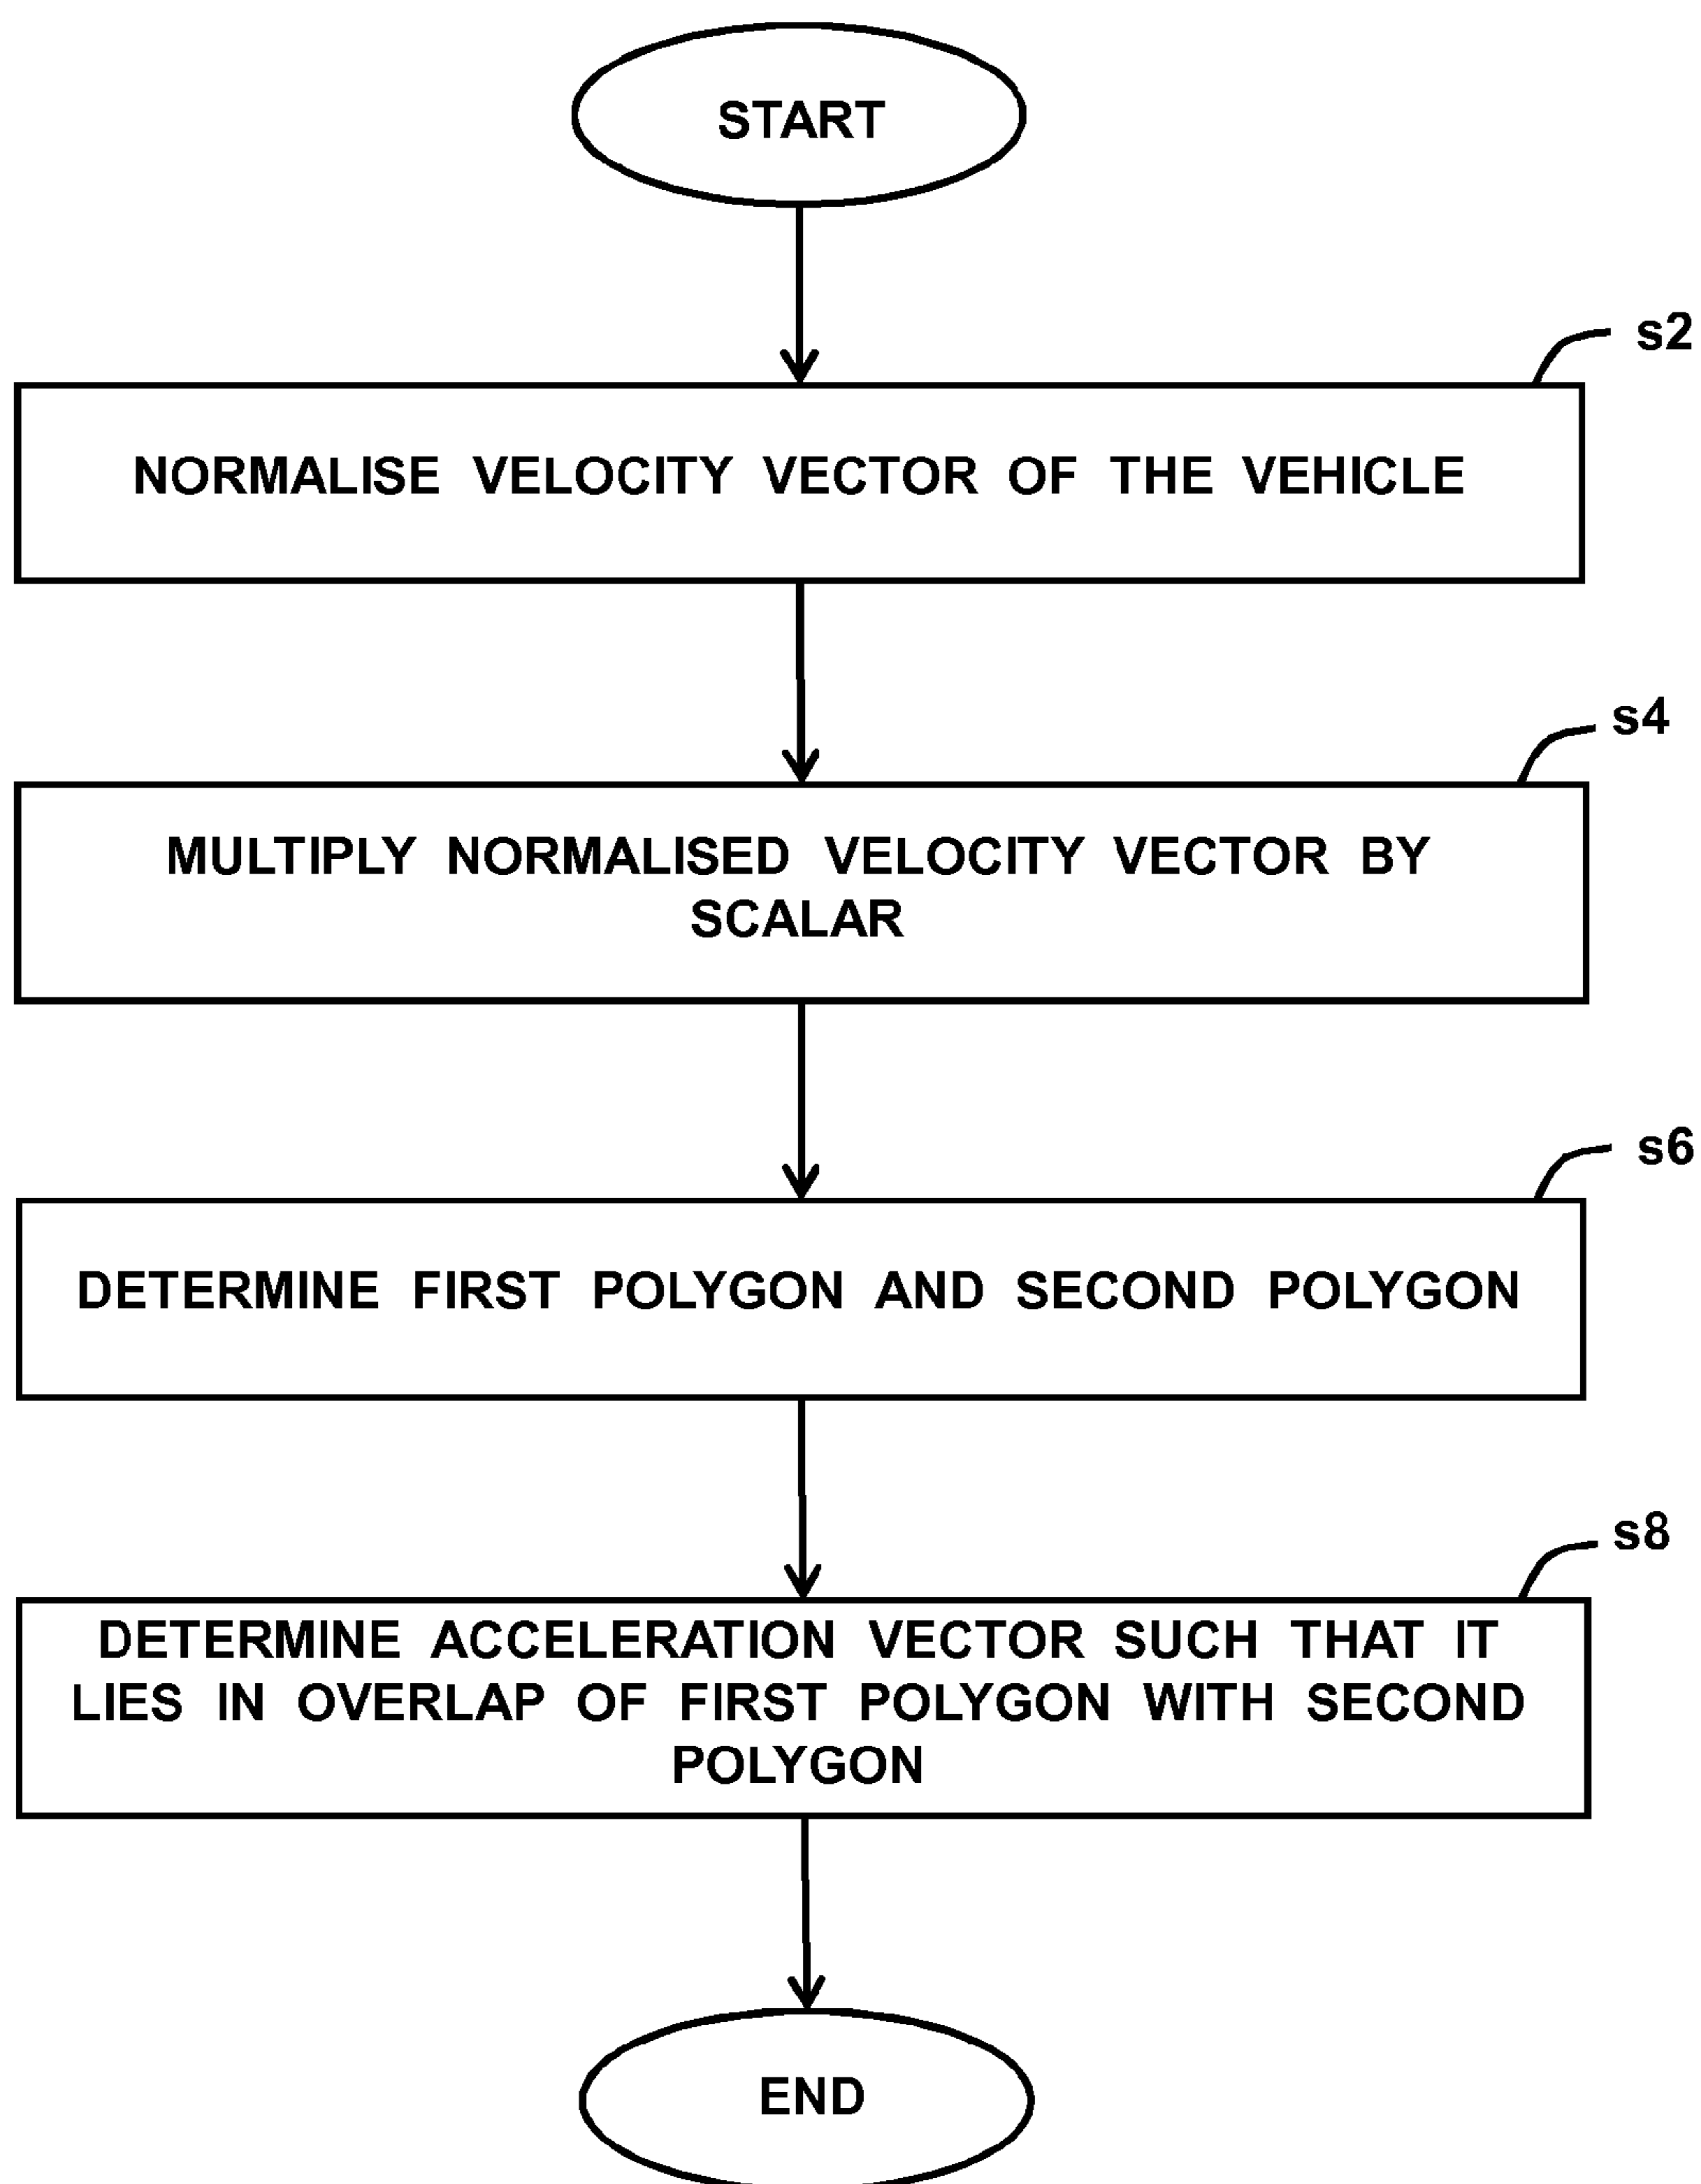 START
s2
NORMALISE VELOCITY VECTOR OF THE VEHICLE
s4
MULTIPLY NORMALISED VELOCITY VECTOR BY
SCALAR
s6
DETERMINE FIRST POLYGON AND SECOND POLYGON
s8
DETERMINE ACCELERATION VECTOR SUCH THAT IT
LIES IN OVERLAP OF FIRST POLYGON WITH SECOND
POLYGON
END